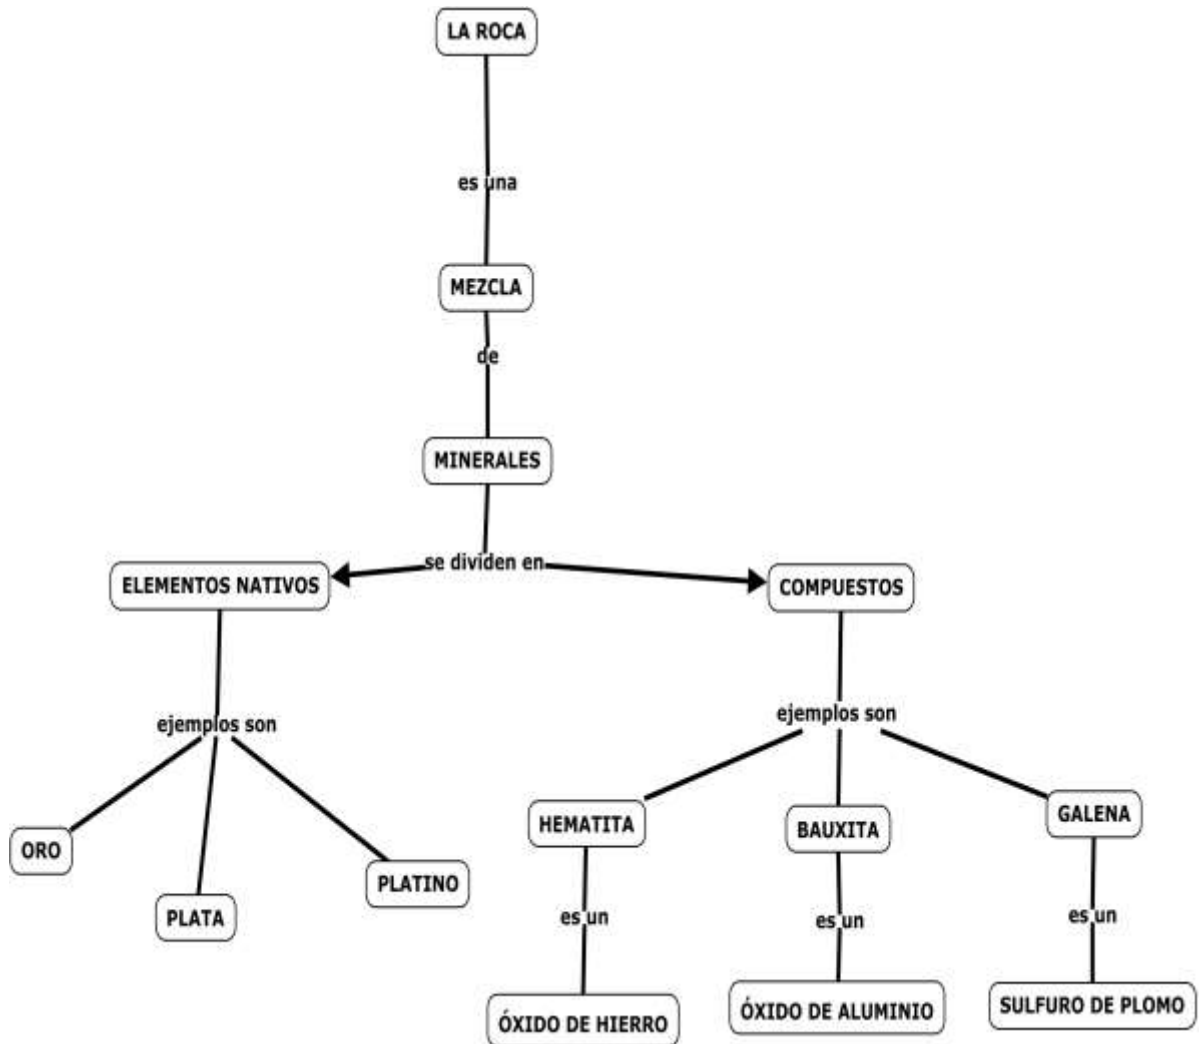 LA ROCA
es una
MEZCLA
de
MINERALES
se dividen en
ELEMENTOS NATIVOS
COMPUESTOS
ejemplos son
ejemplos son
ORO
PLATA
PLATINO
HEMATITA
BAUXITA
GALENA
es un
es un
es un
ÓXIDO DE HIERRO
ÓXIDO DE ALUMINIO
SULFURO DE PLOMO